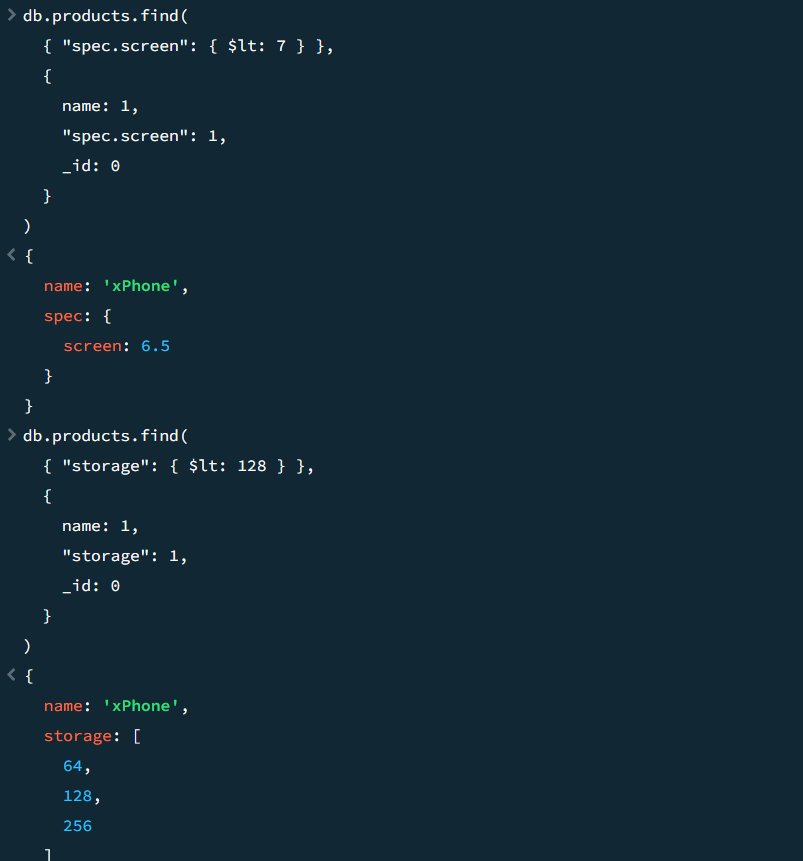 > db.products.find(
{ "spec.screen": { $lt: 7 } },
{
name: 1,
"spec.screen": 1,
_id: 0
}
)
< {
name: 'xPhone',
spec: {
screen: 6.5
}
}
> db.products.find(
{ "storage": { $lt: 128 } },
{
name: 1,
"storage": 1,
_id: 0
}
)
< {
name: 'xPhone',
storage: [
64,
128,
256
]